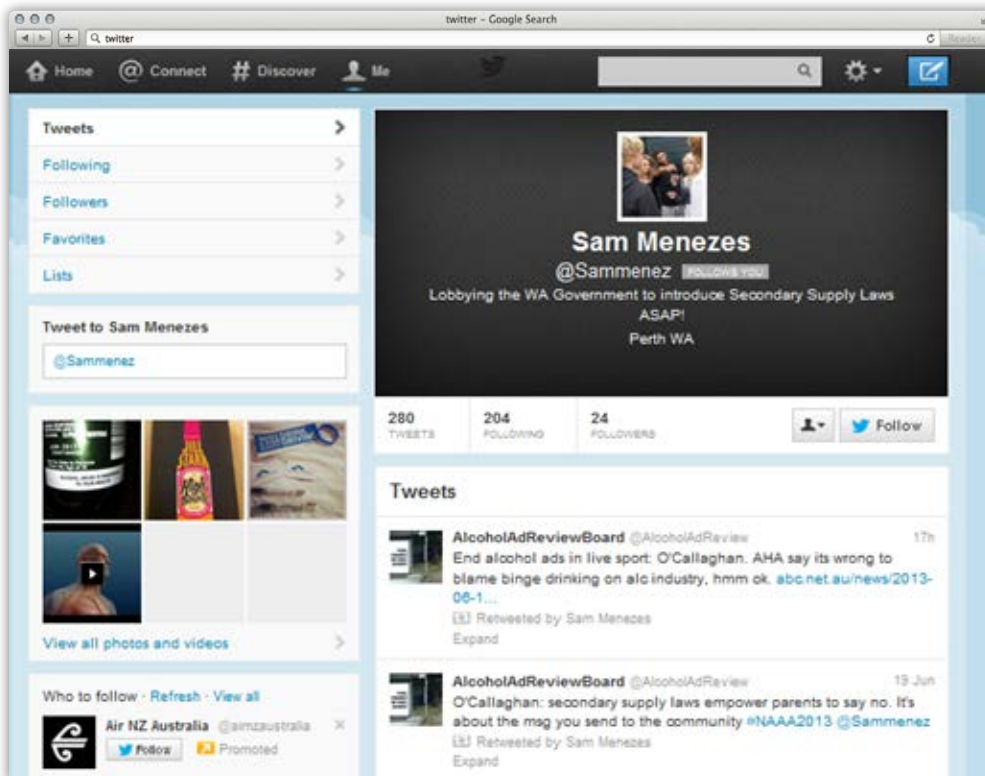 twitter - Google Search
twitter
Reader
Home
Connect
# Discover
Me
Tweets
Following
Followers
Favorites
Lists
Tweet to Sam Menezes
@Sammenez
View all photos and videos
Who to follow · Refresh · View all
Air NZ Australia @airnzaustralia
Follow
Promoted
Sam Menezes
@Sammenez FOLLOWS YOU
Lobbying the WA Government to introduce Secondary Supply Laws
ASAP!
Perth WA
280
TWEETS
204
FOLLOWING
24
FOLLOWERS
Follow
Tweets
AlcoholAdReviewBoard @AlcoholAdReview 17h
End alcohol ads in live sport: O'Callaghan. AHA say its wrong to
blame binge drinking on alc industry, hmm ok. abc.net.au/news/2013-
06-1...
Retweeted by Sam Menezes
Expand
AlcoholAdReviewBoard @AlcoholAdReview 19 Jun
O'Callaghan: secondary supply laws empower parents to say no. It's
about the msg you send to the community #NAAA2013 @Sammenez
Retweeted by Sam Menezes
Expand